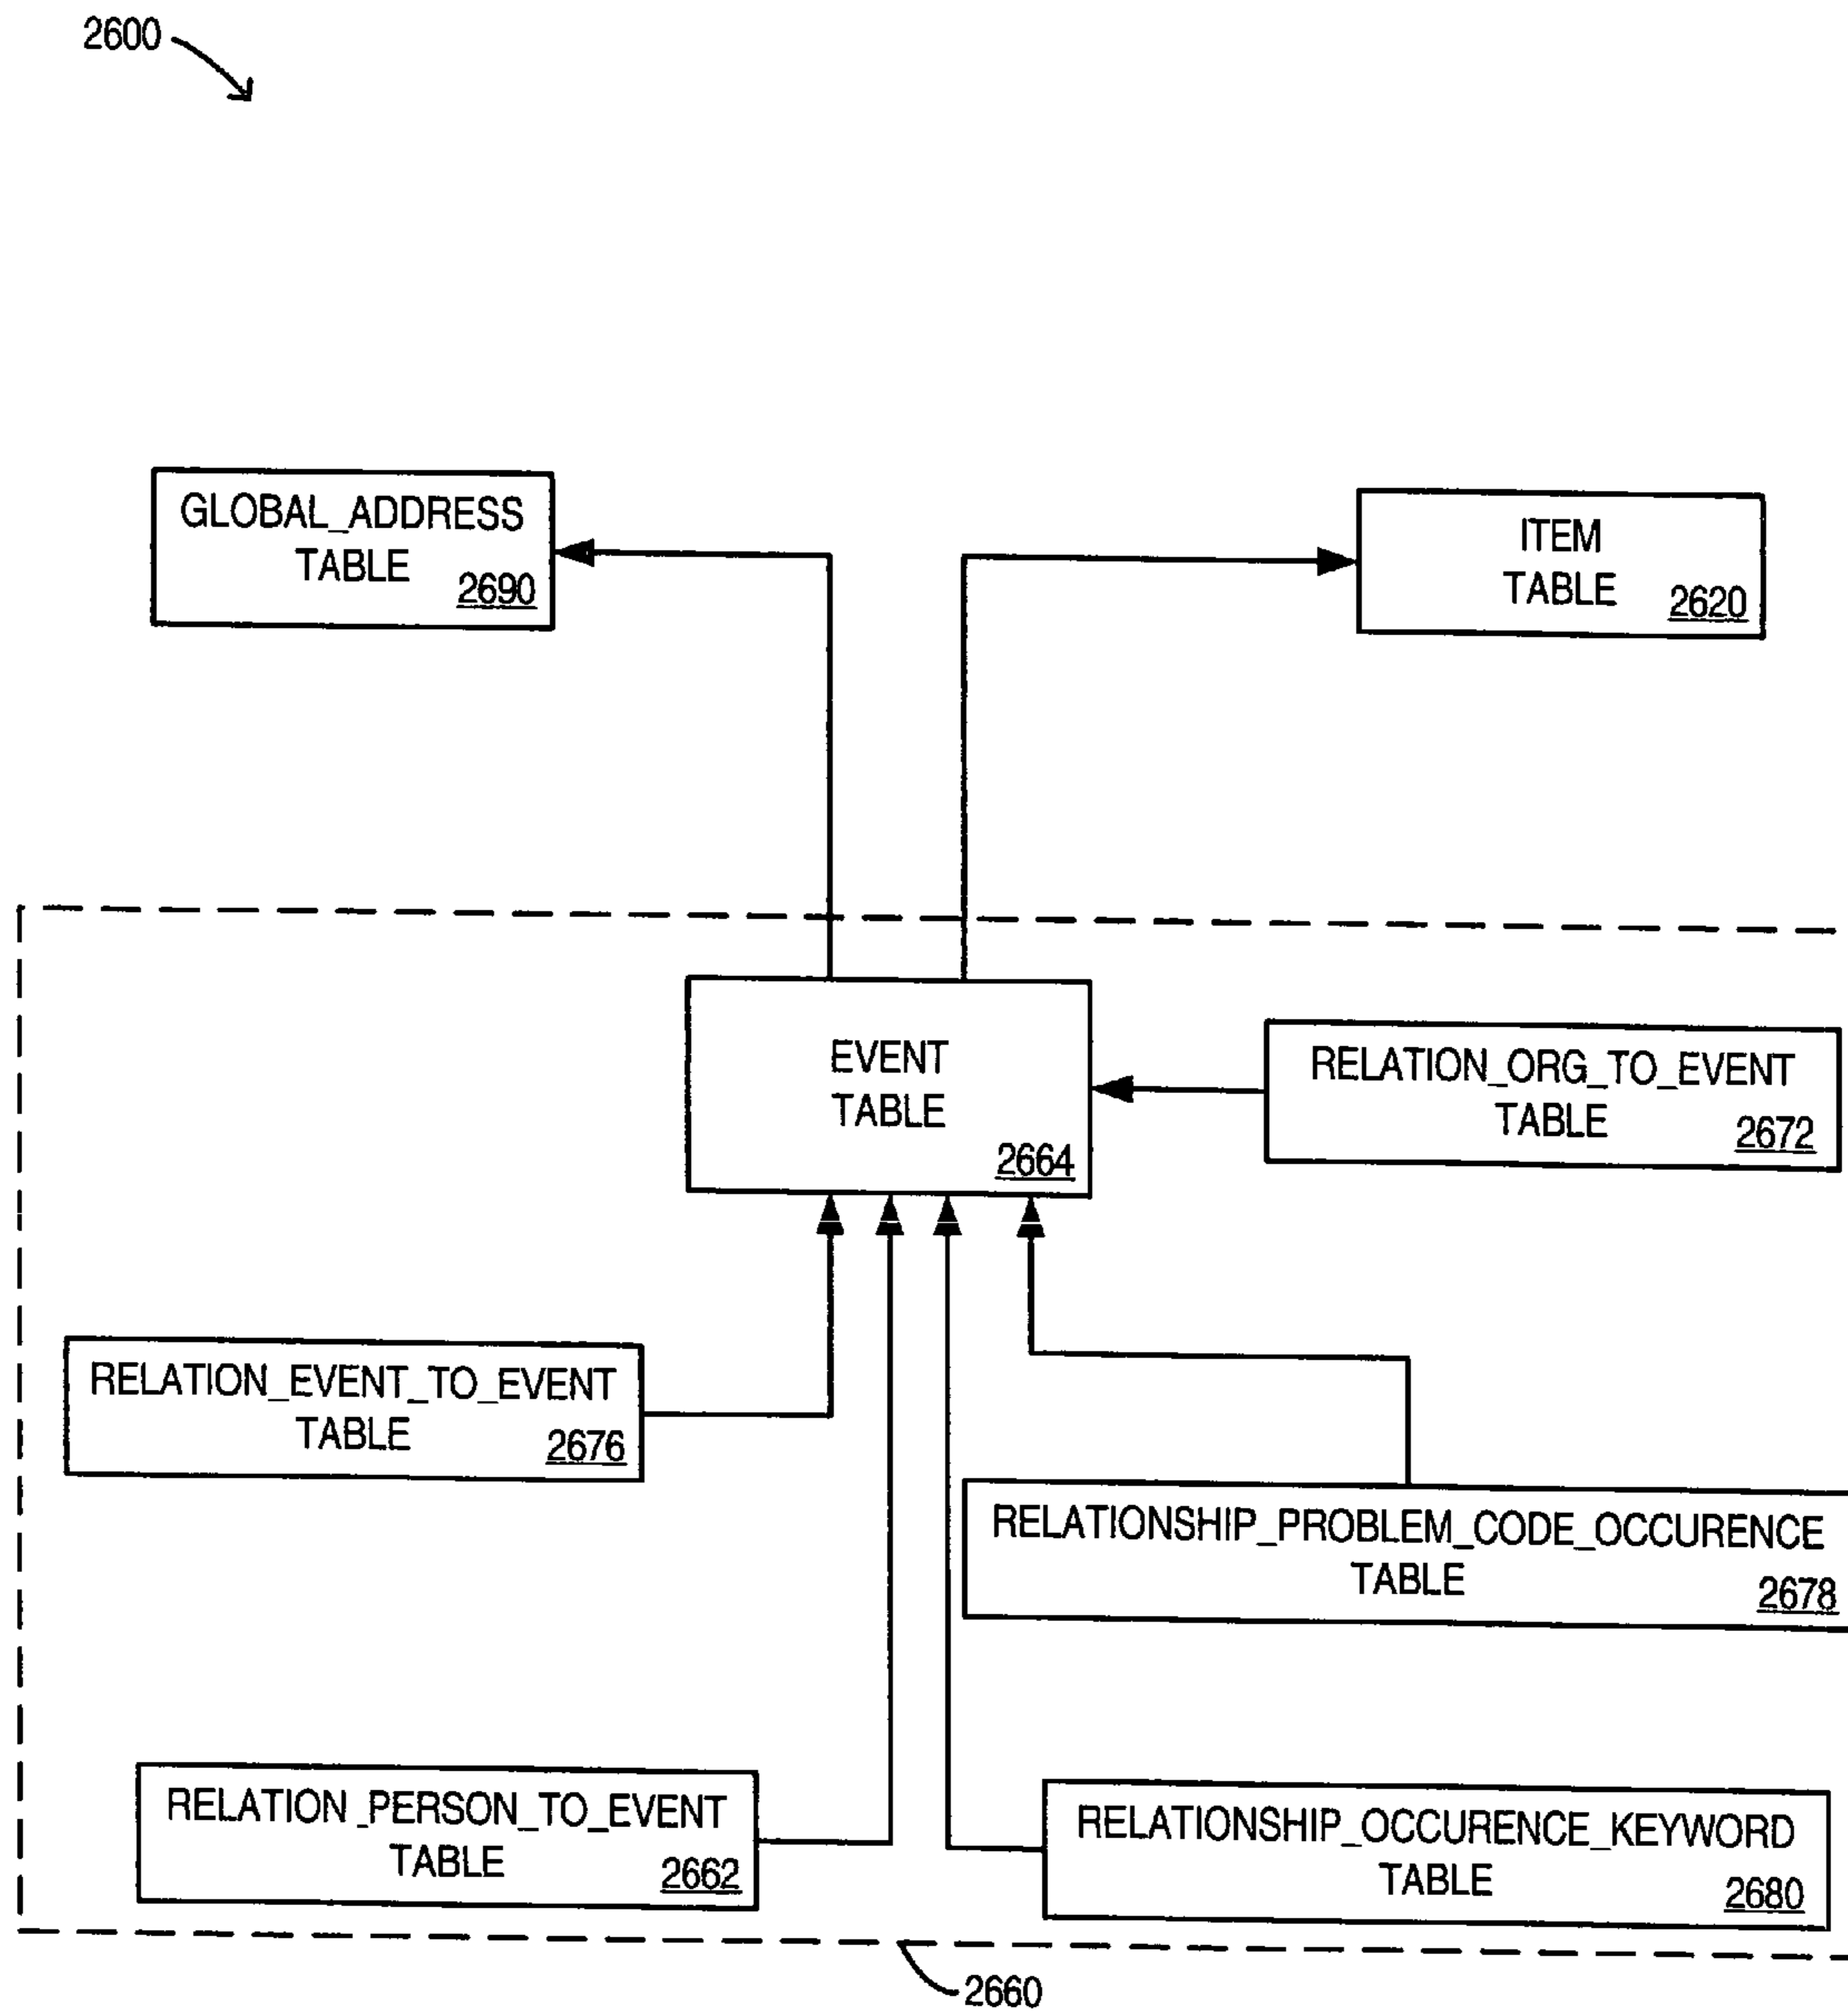 2600
GLOBAL_ADDRESS
TABLE
2690
ITEM
TABLE
2620
EVENT
TABLE
2664
RELATION_ORG_TO_EVENT
TABLE
2672
RELATION_EVENT_TO_EVENT
TABLE
2676
RELATIONSHIP_PROBLEM_CODE_OCCURENCE
TABLE
2678
RELATION_PERSON_TO_EVENT
TABLE
2662
RELATIONSHIP_OCCURENCE_KEYWORD
TABLE
2680
2660